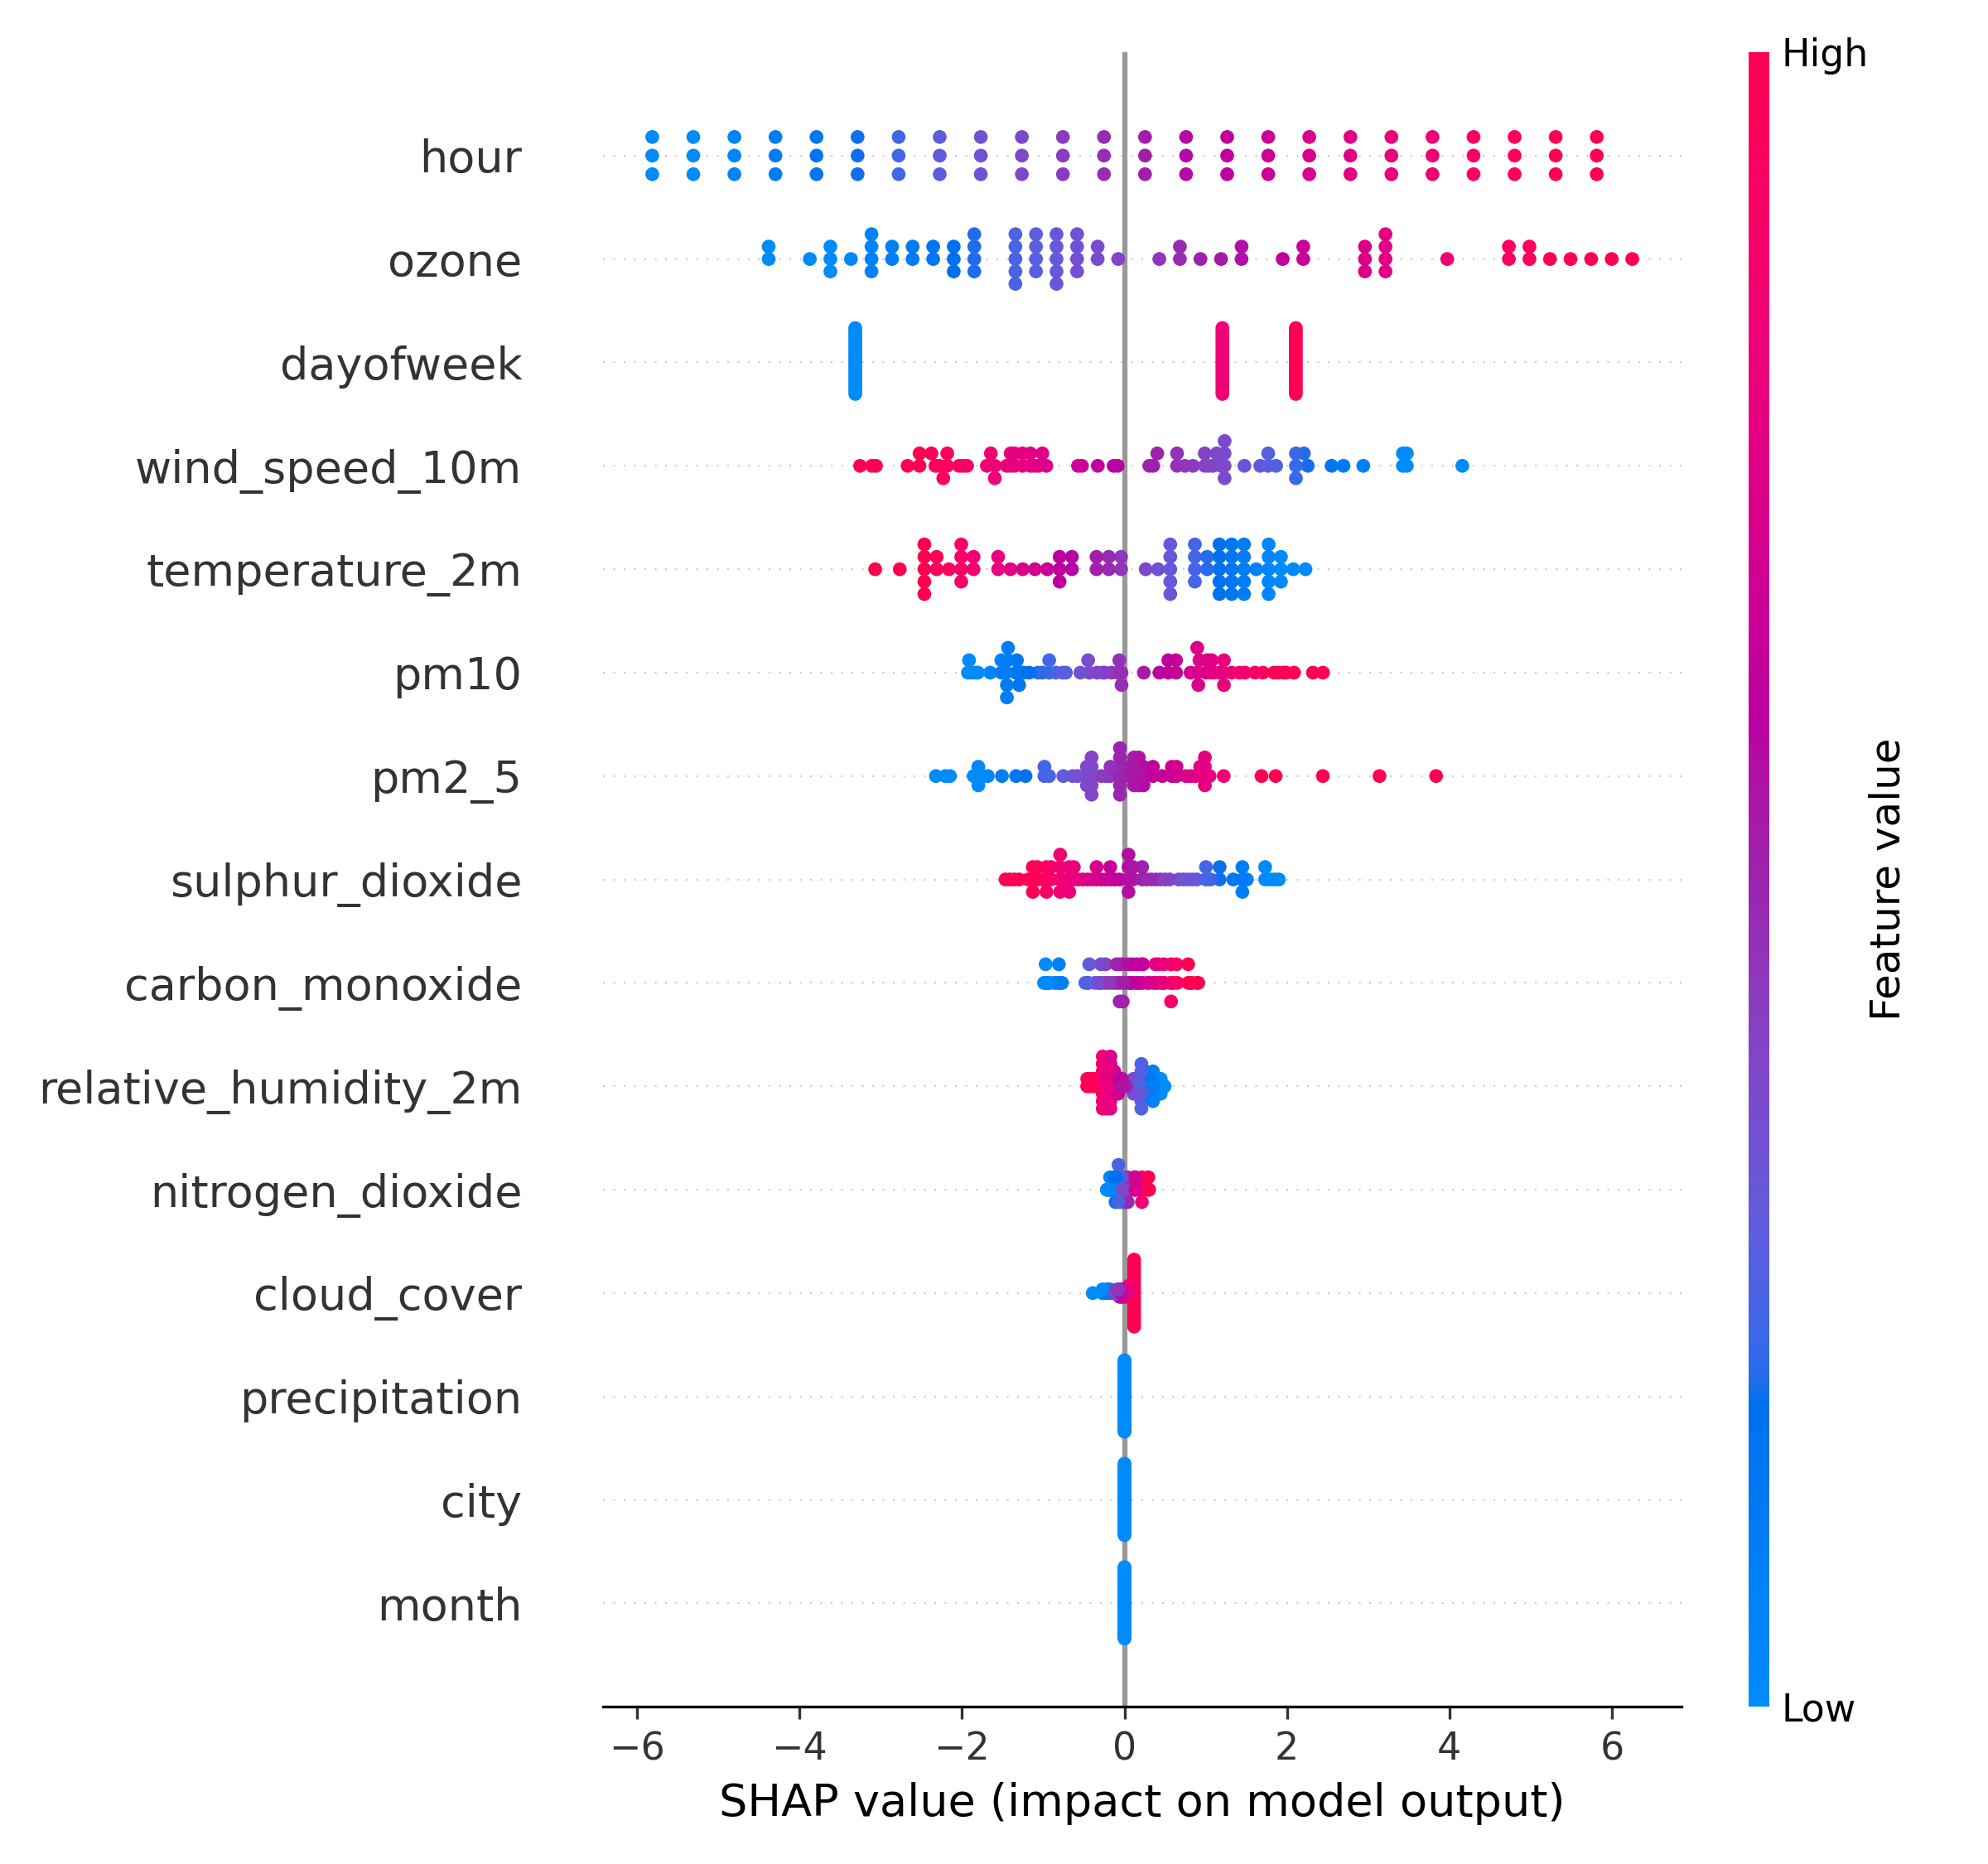 High
hour
ozone
dayofweek
wind_speed_10m
temperature_2m
pm10
pm2_5
sulphur_dioxide
carbon_monoxide
relative_humidity_2m
nitrogen_dioxide
cloud_cover
precipitation
city
month
Feature value
Low
−6 −4 −2 0 2 4 6
SHAP value (impact on model output)